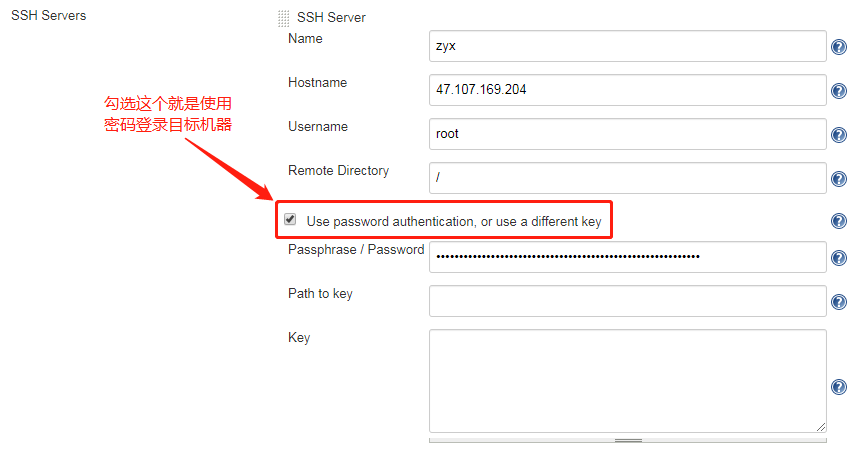 SSH Servers
SSH Server
Name
zyx
Hostname
47.107.169.204
勾选这个就是使用
密码登录目标机器
Username
root
Remote Directory
/
Use password authentication, or use a different key
Passphrase / Password
••••••••••••••••••••••••••••••••••••••••••••••••••••••••••
Path to key
Key